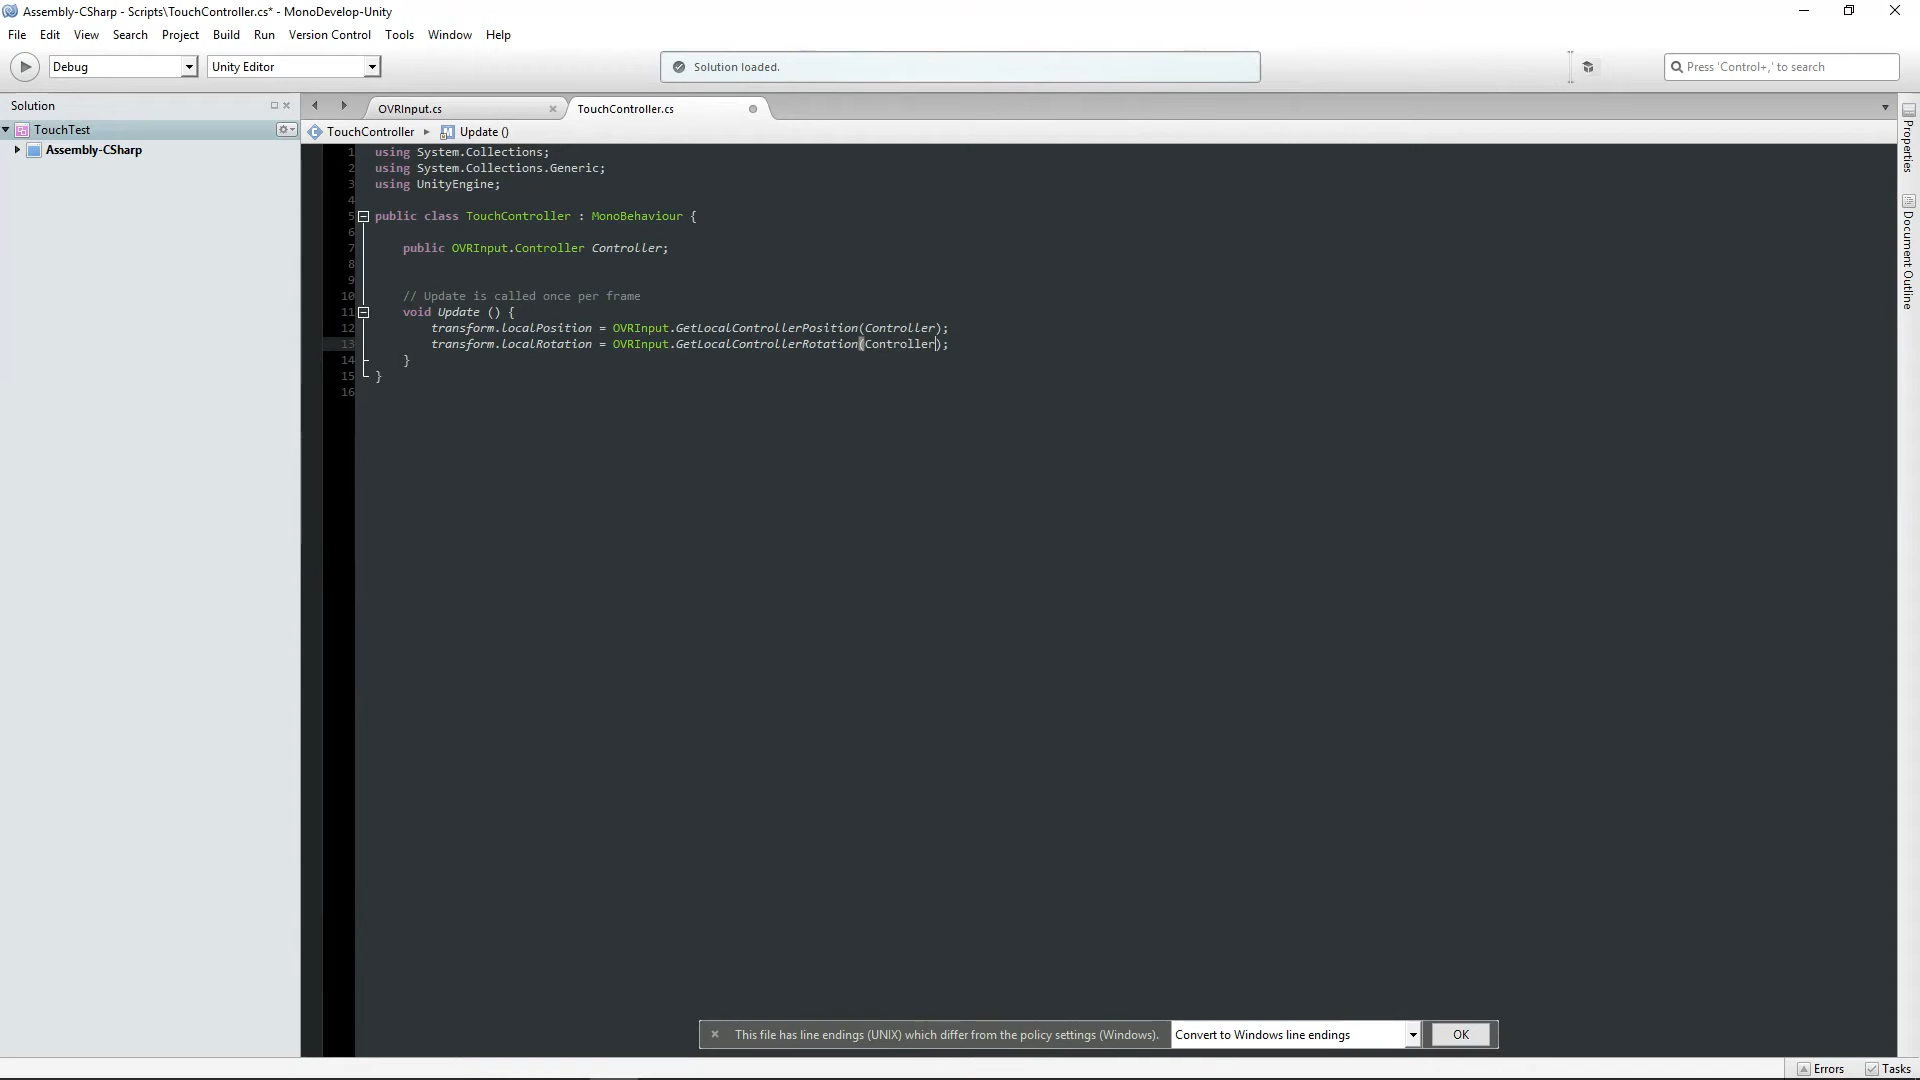 Assembly-CSharp - Scripts\TouchController.cs* - MonoDevelop-Unity
File Edit View Search Project Build Run Version Control Tools Window Help
Debug Unity Editor Solution loaded. Press 'Control+,' to search
Solution OVRInput.cs TouchController.cs
TouchTest TouchController Update ()
Assembly-CSharp
1 using System.Collections;
2 using System.Collections.Generic;
3 using UnityEngine;
4
5 public class TouchController : MonoBehaviour {
6
7 public OVRInput.Controller Controller;
8
9
10 // Update is called once per frame
11 void Update () {
12 transform.localPosition = OVRInput.GetLocalControllerPosition(Controller);
13 transform.localRotation = OVRInput.GetLocalControllerRotation(Controller);
14 }
15 }
16
Properties
Document Outline
This file has line endings (UNIX) which differ from the policy settings (Windows). Convert to Windows line endings OK
Errors Tasks